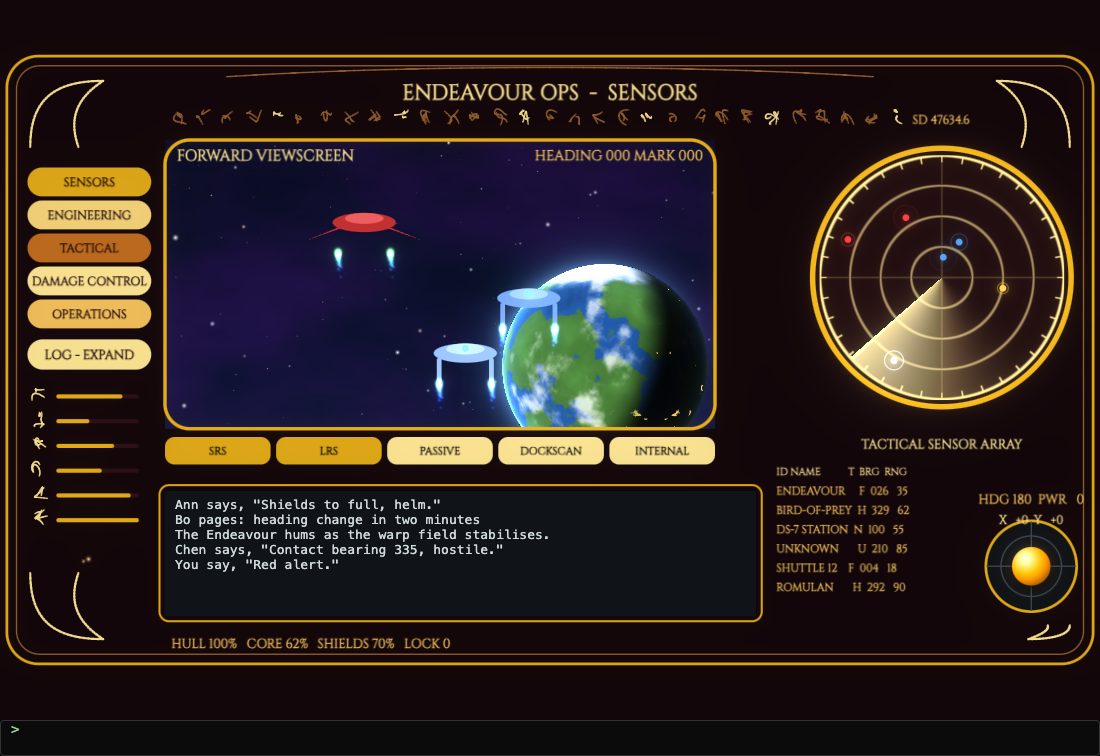 ENDEAVOUR OPS - SENSORS
SD 47634.6
FORWARD VIEWSCREEN
HEADING 000 MARK 000
SENSORS
ENGINEERING
TACTICAL
DAMAGE CONTROL
OPERATIONS
LOG - EXPAND
SRS
LRS
PASSIVE
DOCKSCAN
INTERNAL
Ann says, "Shields to full, helm."
Bo pages: heading change in two minutes
The Endeavour hums as the warp field stabilises.
Chen says, "Contact bearing 335, hostile."
You say, "Red alert."
HULL 100% CORE 62% SHIELDS 70% LOCK 0
TACTICAL SENSOR ARRAY
ID NAME T BRG RNG
ENDEAVOUR F 026 35
BIRD-OF-PREY H 329 62
DS-7 STATION N 100 55
UNKNOWN U 210 85
SHUTTLE 12 F 004 18
ROMULAN H 292 90
HDG 180 PWR 0
X +0 Y +0
>